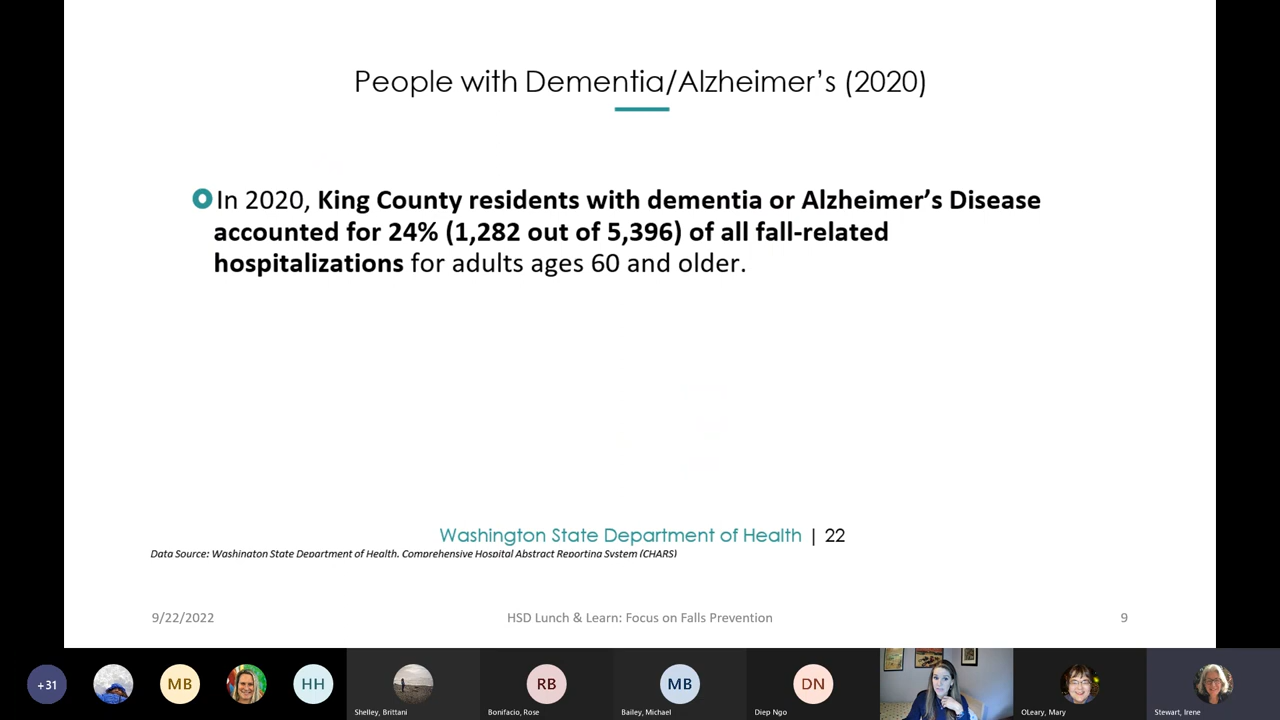 People with Dementia/Alzheimer's (2020)
In 2020, King County residents with dementia or Alzheimer's Disease
accounted for 24% (1,282 out of 5,396) of all fall-related
hospitalizations for adults ages 60 and older.
Washington State Department of Health | 22
Data Source: Washington State Department of Health, Comprehensive Hospital Abstract Reporting System (CHARS)
9/22/2022 HSD Lunch & Learn: Focus on Falls Prevention 9
+31 MB HH RB MB DN
Shelley, Brittani Bonifacio, Rose Bailey, Michael Diep Ngo OLeary, Mary Stewart, Irene